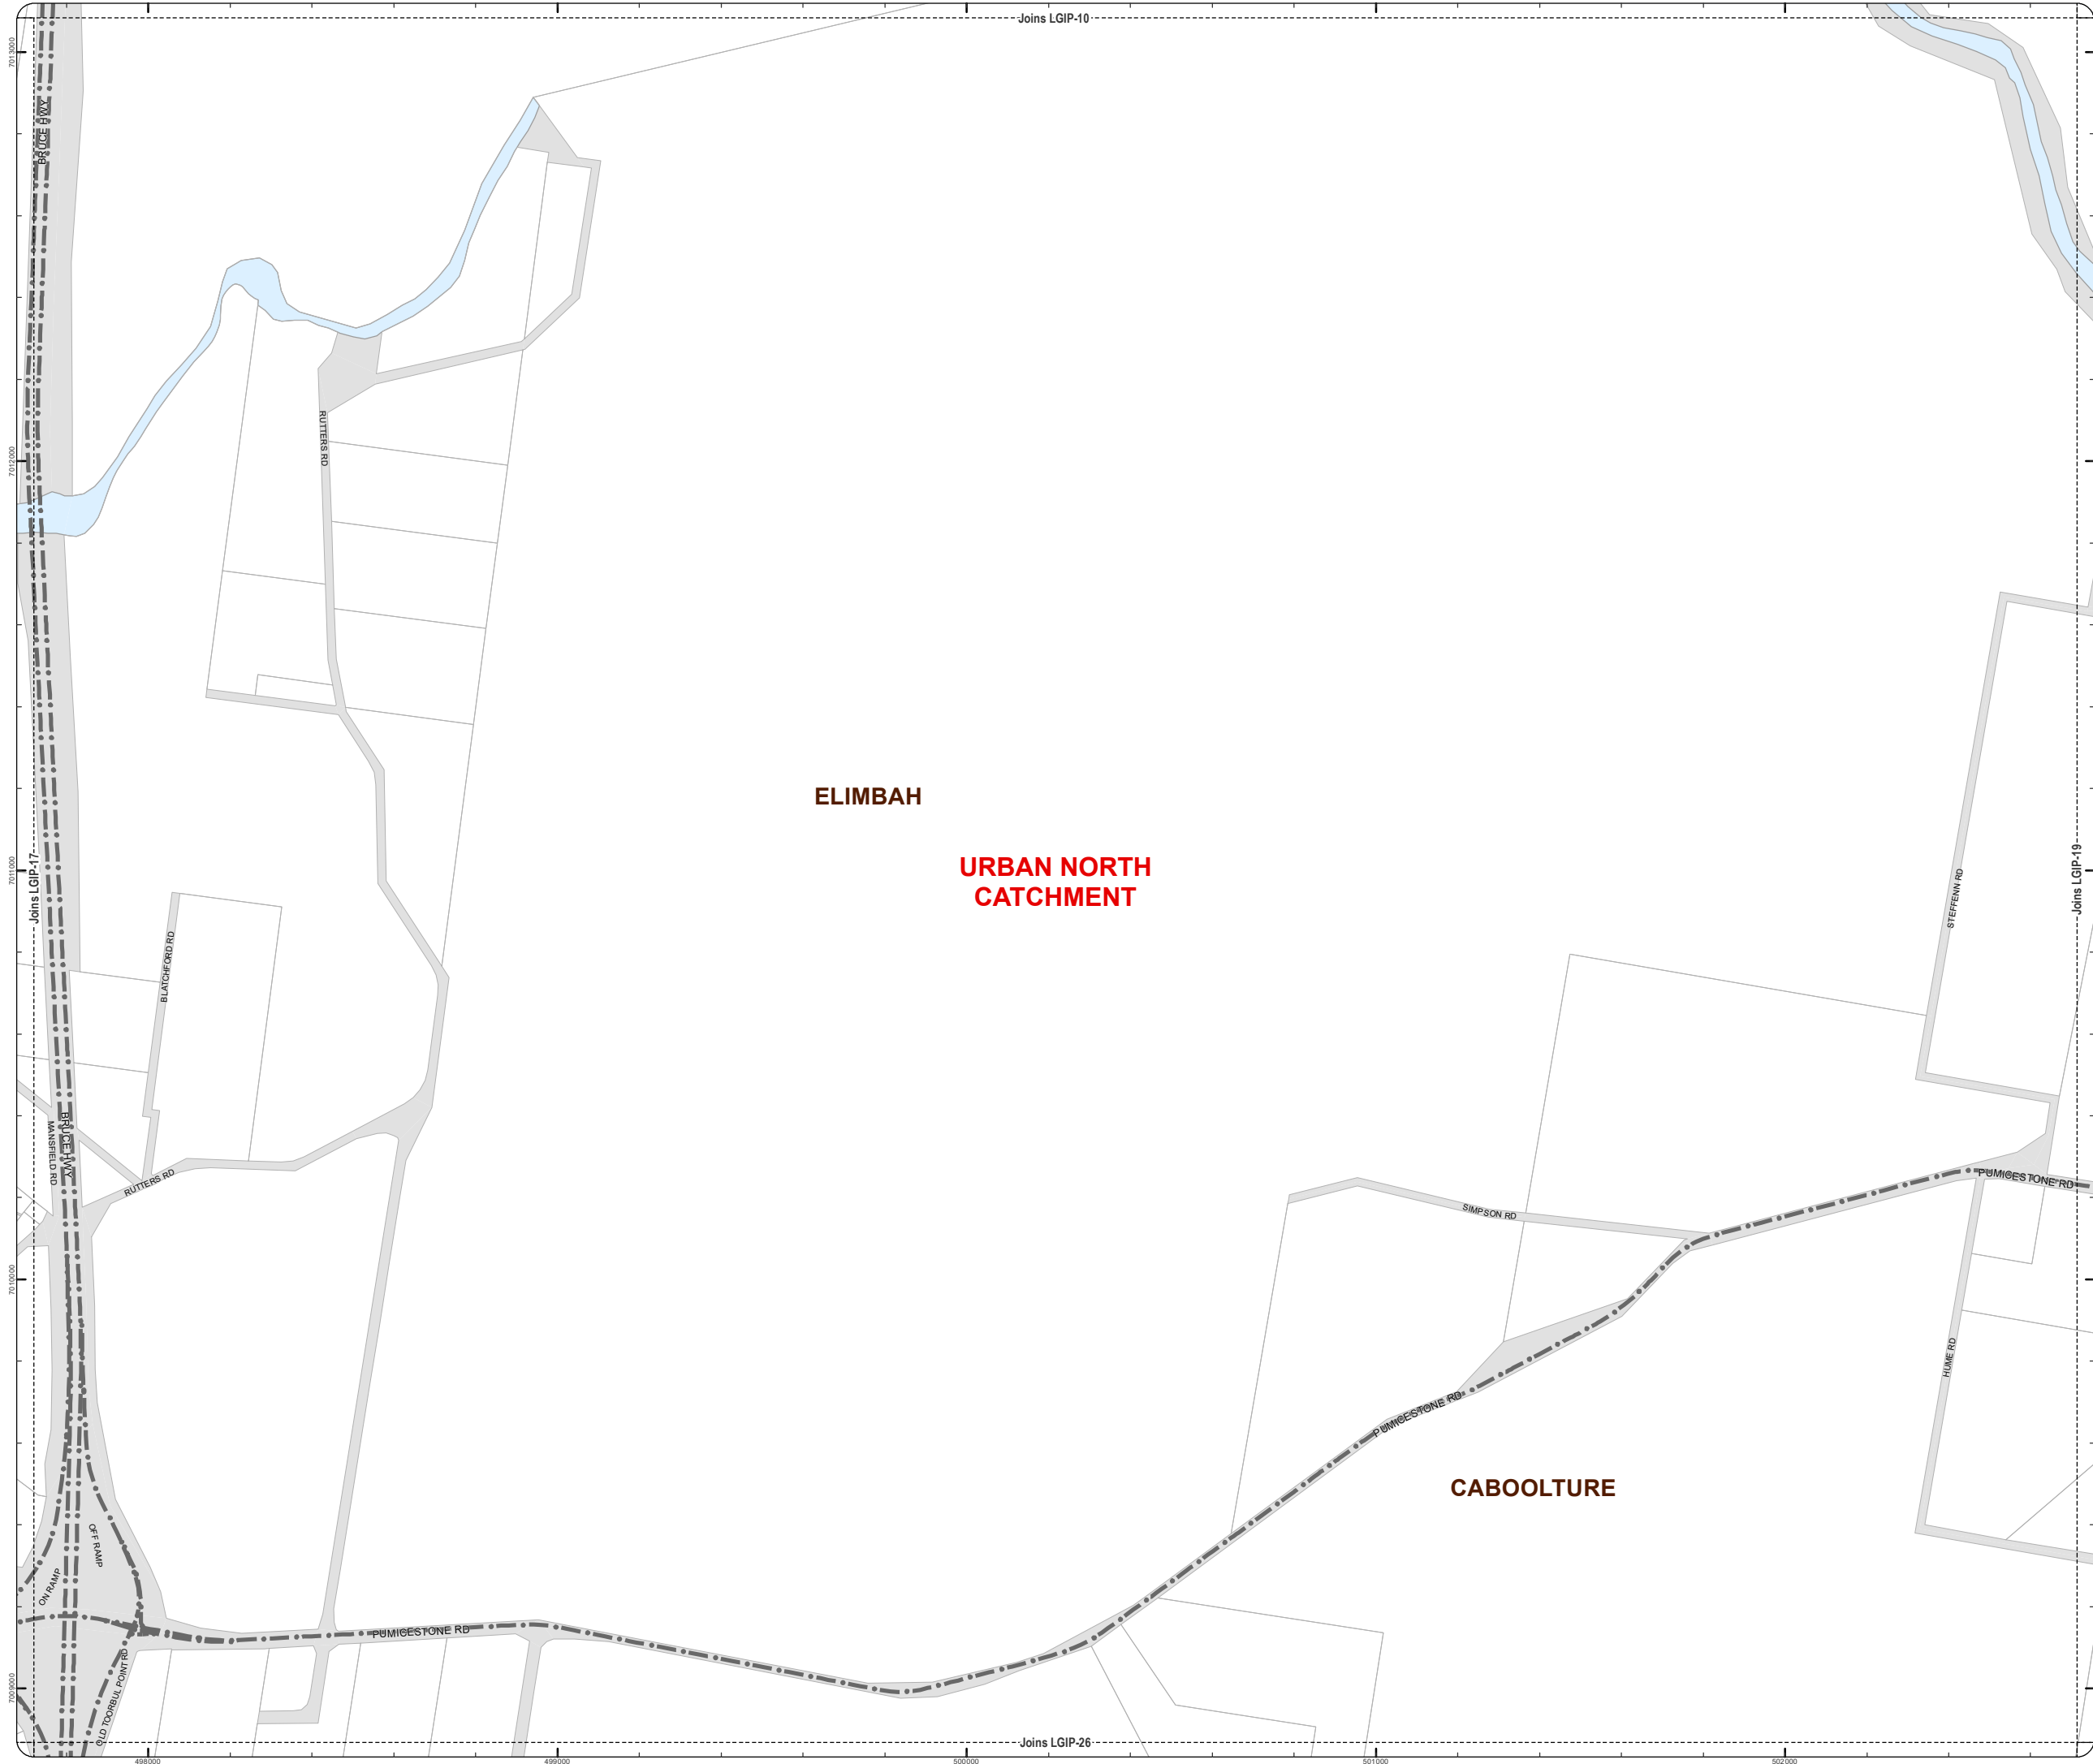 Joins LGIP-10
7013000
BRUCE HWY
RUTTERS RD
7012000
ELIMBAH
URBAN NORTH
CATCHMENT
7011000
Joins LGIP-17
Joins LGIP-19
STEFFENN RD
BLATCHFORD RD
MANSFIELD RD
BRUCE HWY
RUTTERS RD
PUMICESTONE RD
SIMPSON RD
7010000
HUME RD
PUMICESTONE RD
CABOOLTURE
OFF RAMP
ON RAMP
PUMICESTONE RD
OLD TOORBUL POINT RD
7009000
Joins LGIP-26
498000
499000
500000
501000
502000